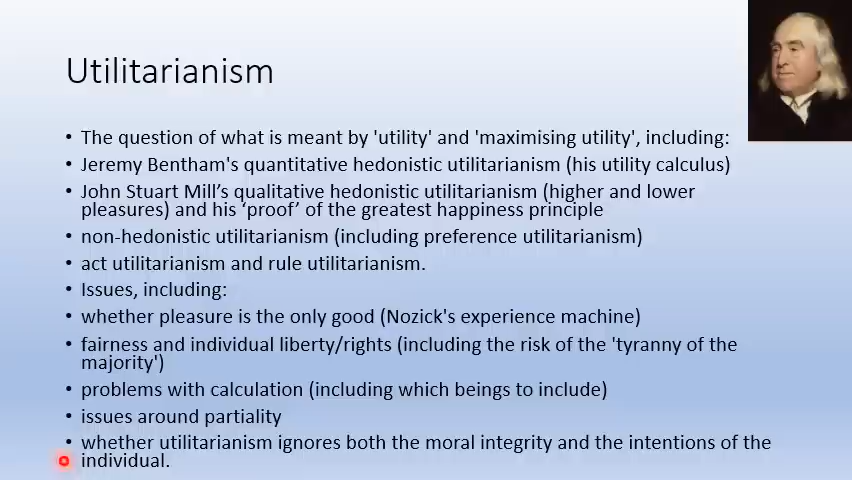 Utilitarianism
• The question of what is meant by 'utility' and 'maximising utility', including:
• Jeremy Bentham's quantitative hedonistic utilitarianism (his utility calculus)
• John Stuart Mill’s qualitative hedonistic utilitarianism (higher and lower
pleasures) and his ‘proof’ of the greatest happiness principle
• non-hedonistic utilitarianism (including preference utilitarianism)
• act utilitarianism and rule utilitarianism.
• Issues, including:
• whether pleasure is the only good (Nozick's experience machine)
• fairness and individual liberty/rights (including the risk of the 'tyranny of the
majority')
• problems with calculation (including which beings to include)
• issues around partiality
• whether utilitarianism ignores both the moral integrity and the intentions of the
individual.